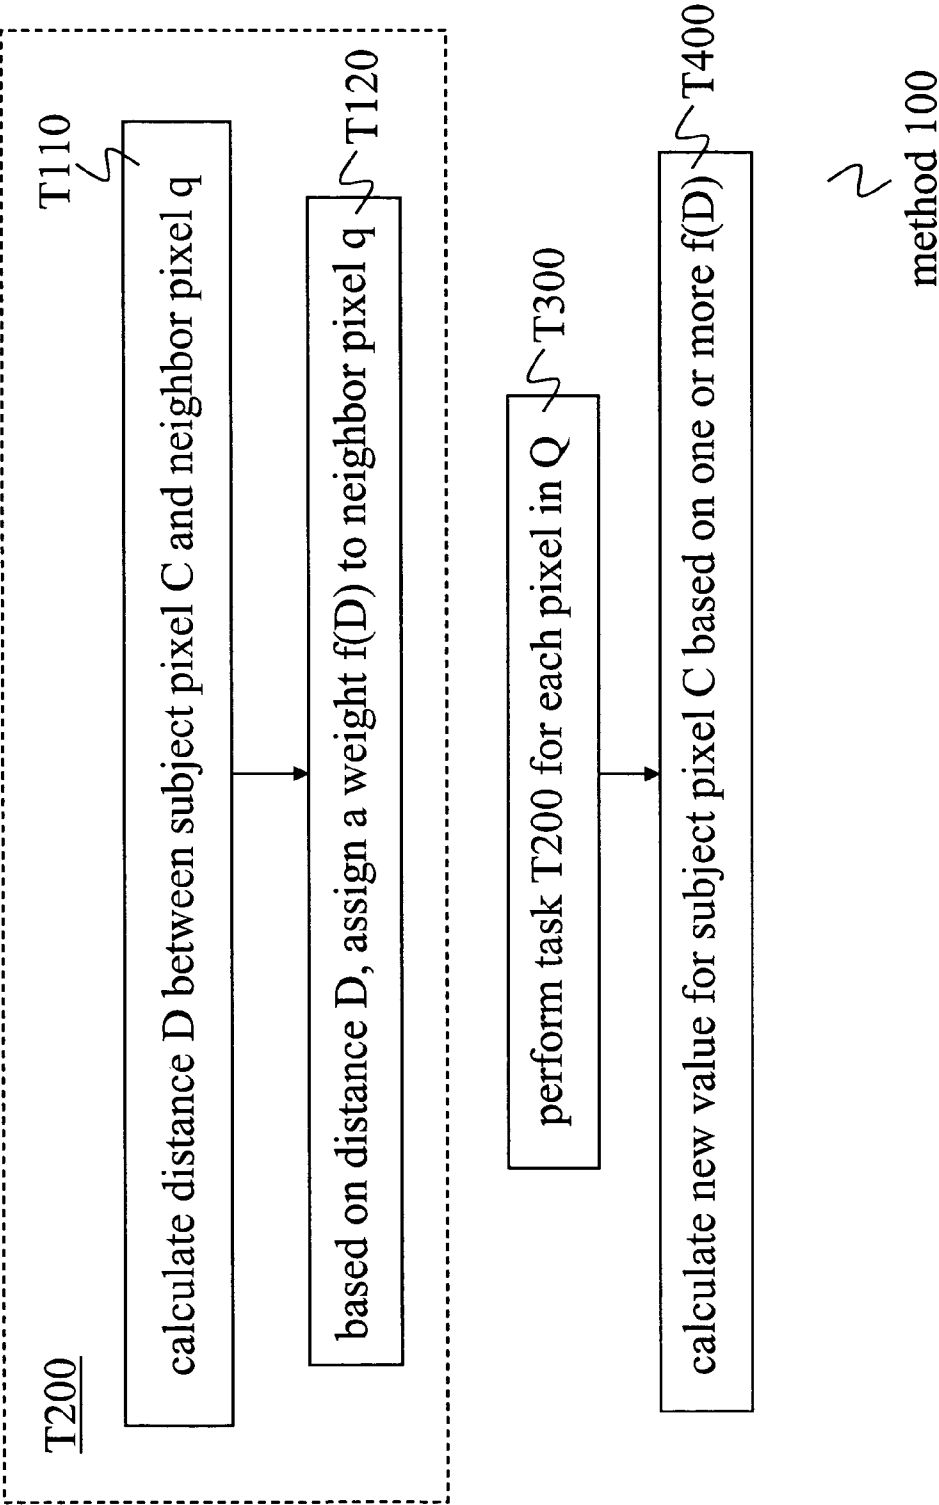 T200
T110
calculate distance D between subject pixel C and neighbor pixel q
T120
based on distance D, assign a weight f(D) to neighbor pixel q
T300
perform task T200 for each pixel in Q
T400
calculate new value for subject pixel C based on one or more f(D)
method 100